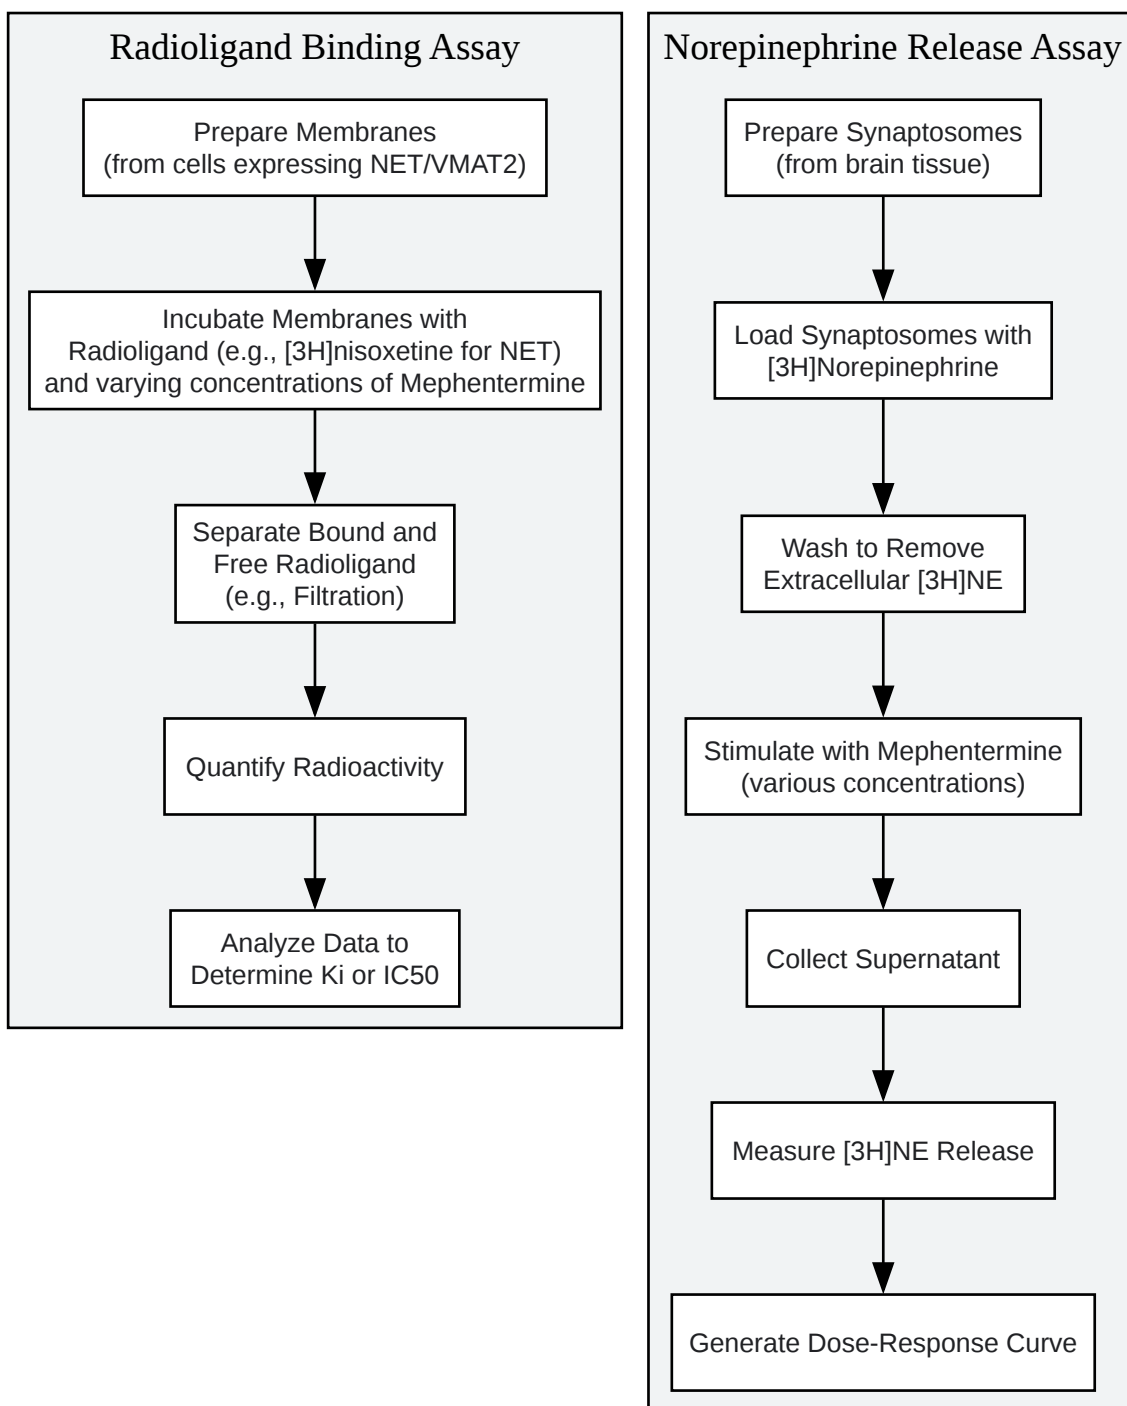 Radioligand Binding Assay
Prepare Membranes
(from cells expressing NET/VMAT2)
Incubate Membranes with
Radioligand (e.g., [3H]nisoxetine for NET)
and varying concentrations of Mephentermine
Separate Bound and
Free Radioligand
(e.g., Filtration)
Quantify Radioactivity
Analyze Data to
Determine Ki or IC50
Norepinephrine Release Assay
Prepare Synaptosomes
(from brain tissue)
Load Synaptosomes with
[3H]Norepinephrine
Wash to Remove
Extracellular [3H]NE
Stimulate with Mephentermine
(various concentrations)
Collect Supernatant
Measure [3H]NE Release
Generate Dose-Response Curve